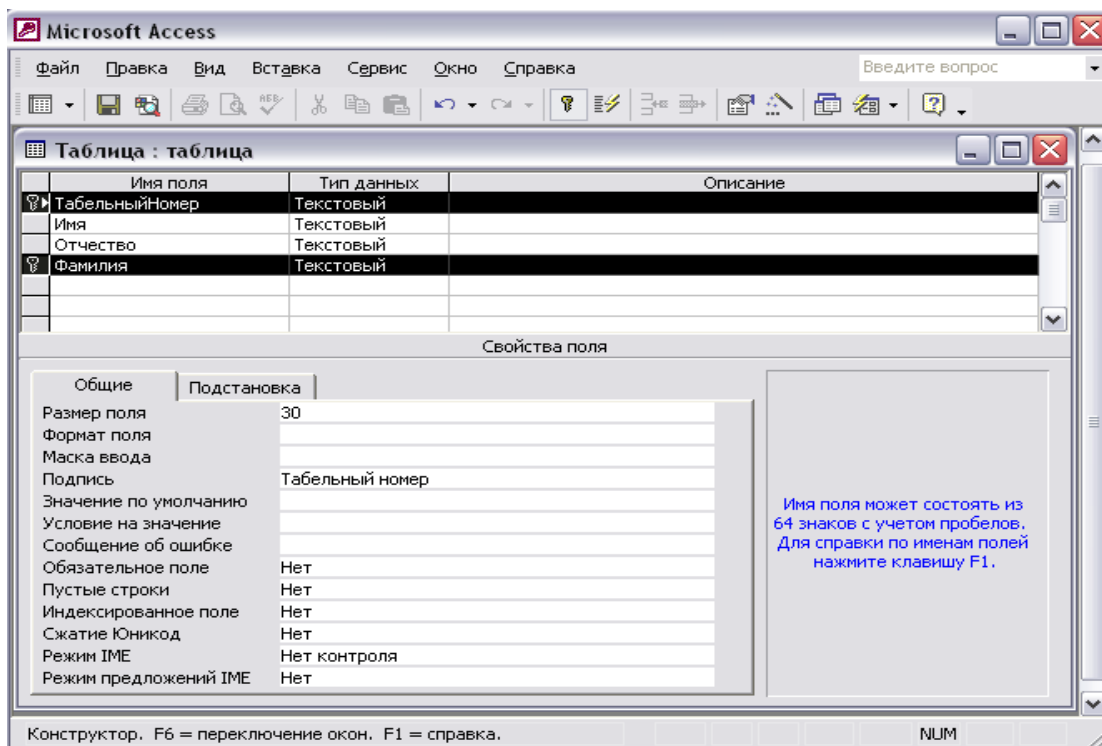 Microsoft Access
Файл Правка Вид Вставка Сервис Окно Справка Введите вопрос
Таблица : таблица
Имя поля Тип данных Описание
ТабельныйНомер Текстовый
Имя Текстовый
Отчество Текстовый
Фамилия Текстовый
Свойства поля
Общие Подстановка
Размер поля 30
Формат поля
Маска ввода
Подпись Табельный номер
Значение по умолчанию
Условие на значение
Сообщение об ошибке
Обязательное поле Нет
Пустые строки Нет
Индексированное поле Нет
Сжатие Юникод Нет
Режим IME Нет контроля
Режим предложений IME Нет
Имя поля может состоять из
64 знаков с учетом пробелов.
Для справки по именам полей
нажмите клавишу F1.
Конструктор. F6 = переключение окон. F1 = справка. NUM